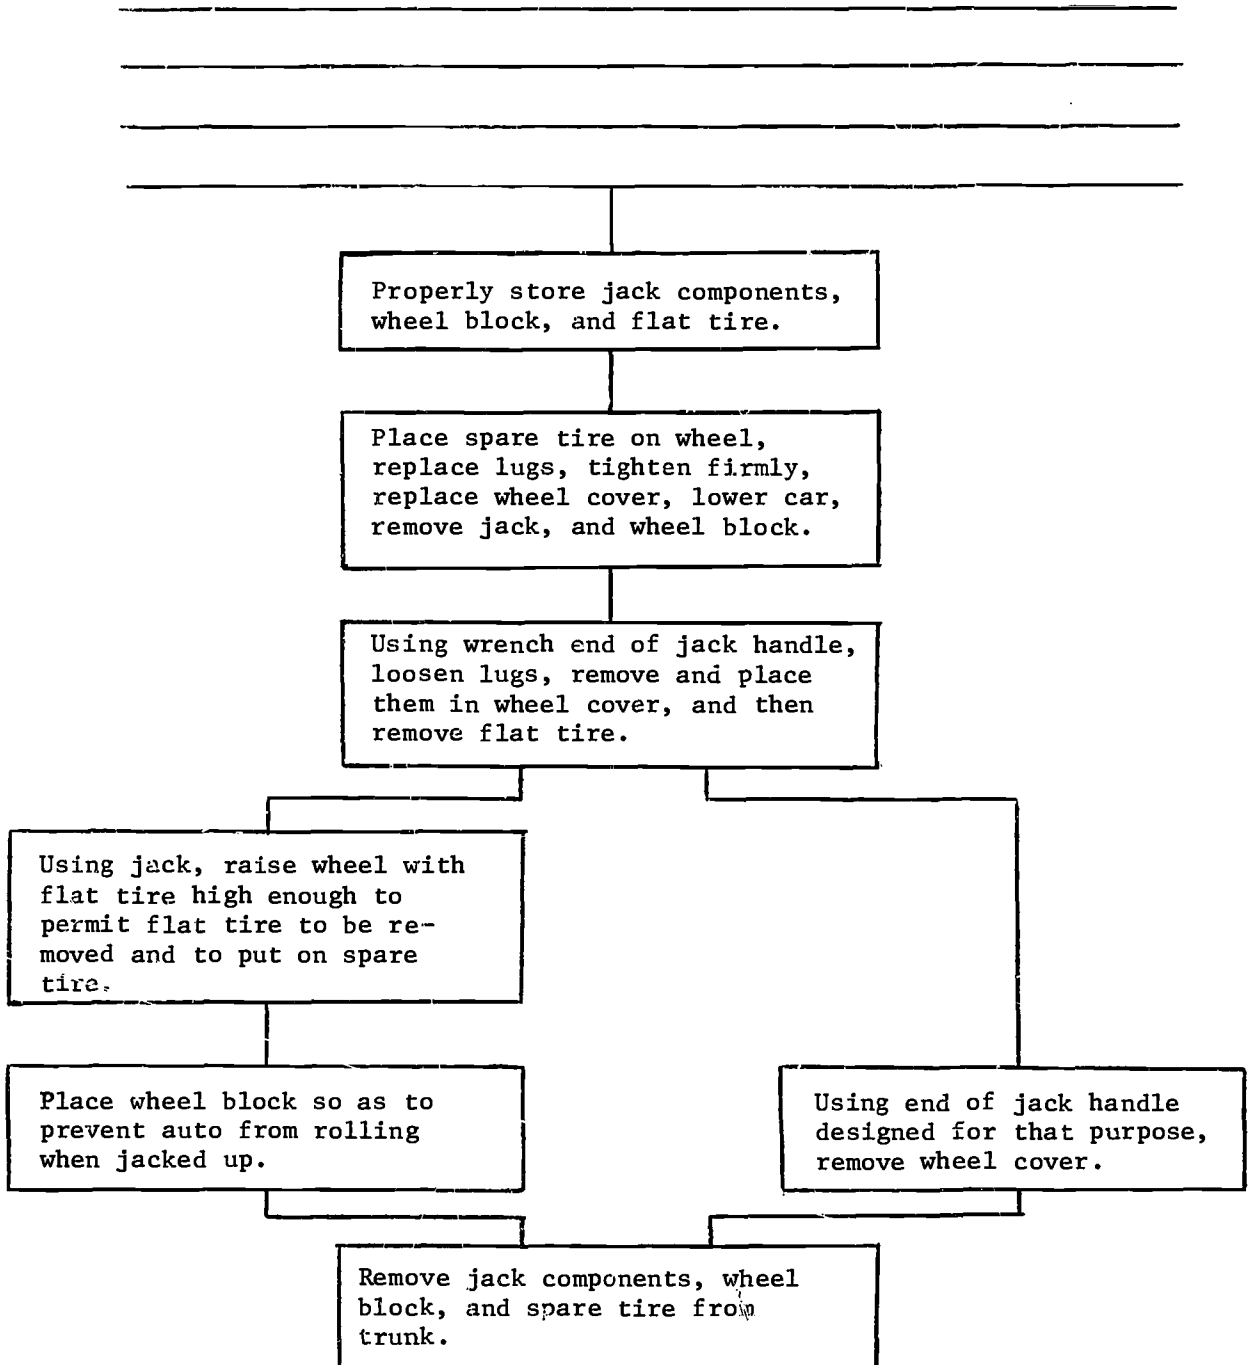 Properly store jack components,
wheel block, and flat tire.
Place spare tire on wheel,
replace lugs, tighten firmly,
replace wheel cover, lower car,
remove jack, and wheel block.
Using wrench end of jack handle,
loosen lugs, remove and place
them in wheel cover, and then
remove flat tire.
Using jack, raise wheel with
flat tire high enough to
permit flat tire to be re-
moved and to put on spare
tire.
Place wheel block so as to
prevent auto from rolling
when jacked up.
Using end of jack handle
designed for that purpose,
remove wheel cover.
Remove jack components, wheel
block, and spare tire from
trunk.